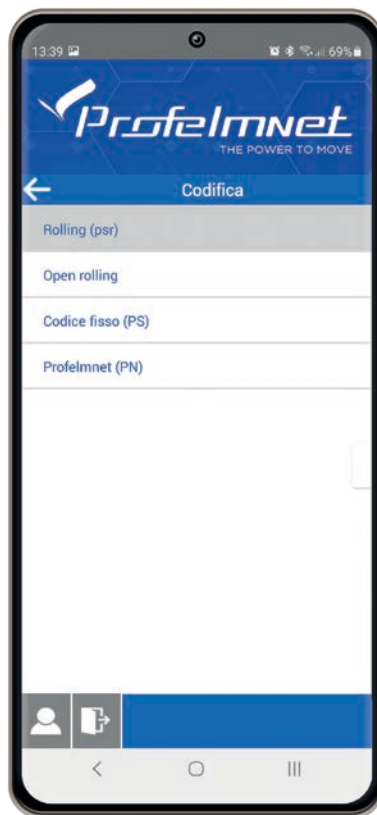 13:39
69%
Profelmnet
THE POWER TO MOVE
Codifica
Rolling (psr)
Open rolling
Codice fisso (PS)
Profelmnet (PN)